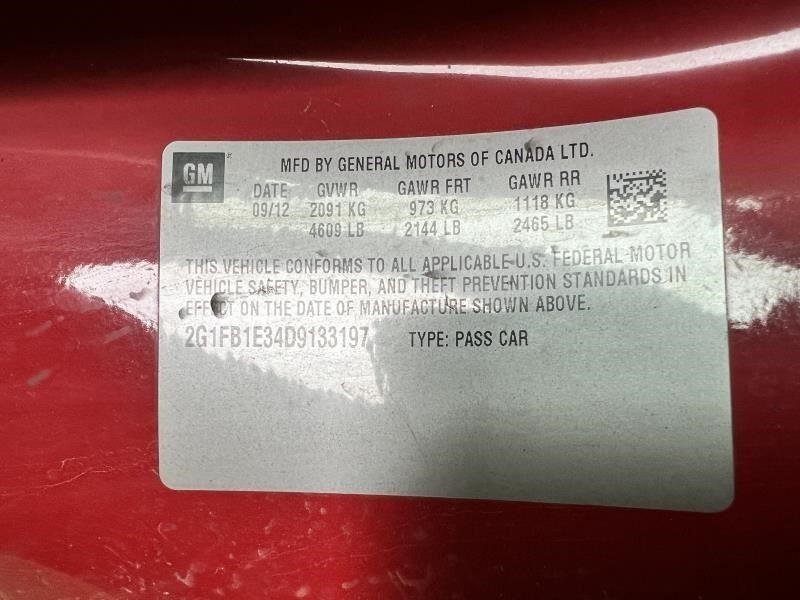 GM
MFD BY GENERAL MOTORS OF CANADA LTD.
DATE GVWR GAWR FRT GAWR RR
09/12 2091 KG 973 KG 1118 KG
4609 LB 2144 LB 2465 LB
THIS VEHICLE CONFORMS TO ALL APPLICABLE U.S. FEDERAL MOTOR
VEHICLE SAFETY, BUMPER, AND THEFT PREVENTION STANDARDS IN
EFFECT ON THE DATE OF MANUFACTURE SHOWN ABOVE.
2G1FB1E34D9133197 TYPE: PASS CAR